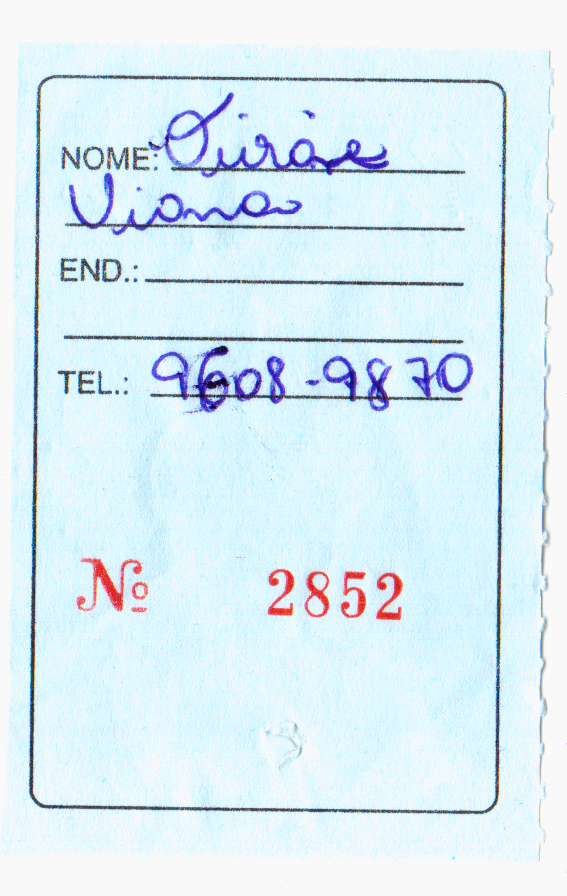 NOME:
Viana
END.:
TEL.: 9608-9870
Nº 2852